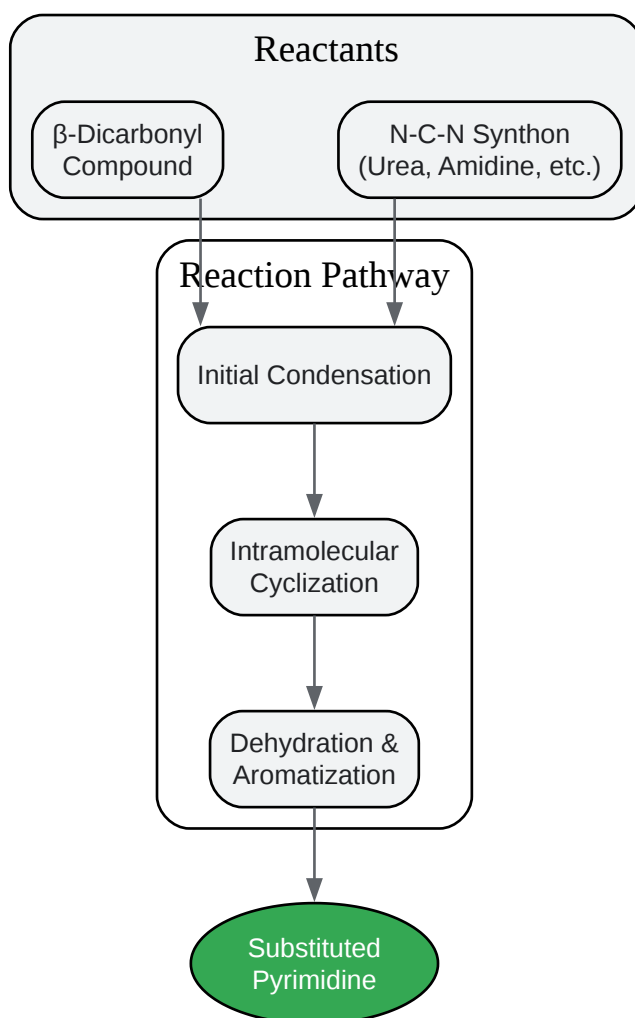 Reactants
β-Dicarbonyl
Compound
N-C-N Synthon
(Urea, Amidine, etc.)
Reaction Pathway
Initial Condensation
Intramolecular
Cyclization
Dehydration &
Aromatization
Substituted
Pyrimidine